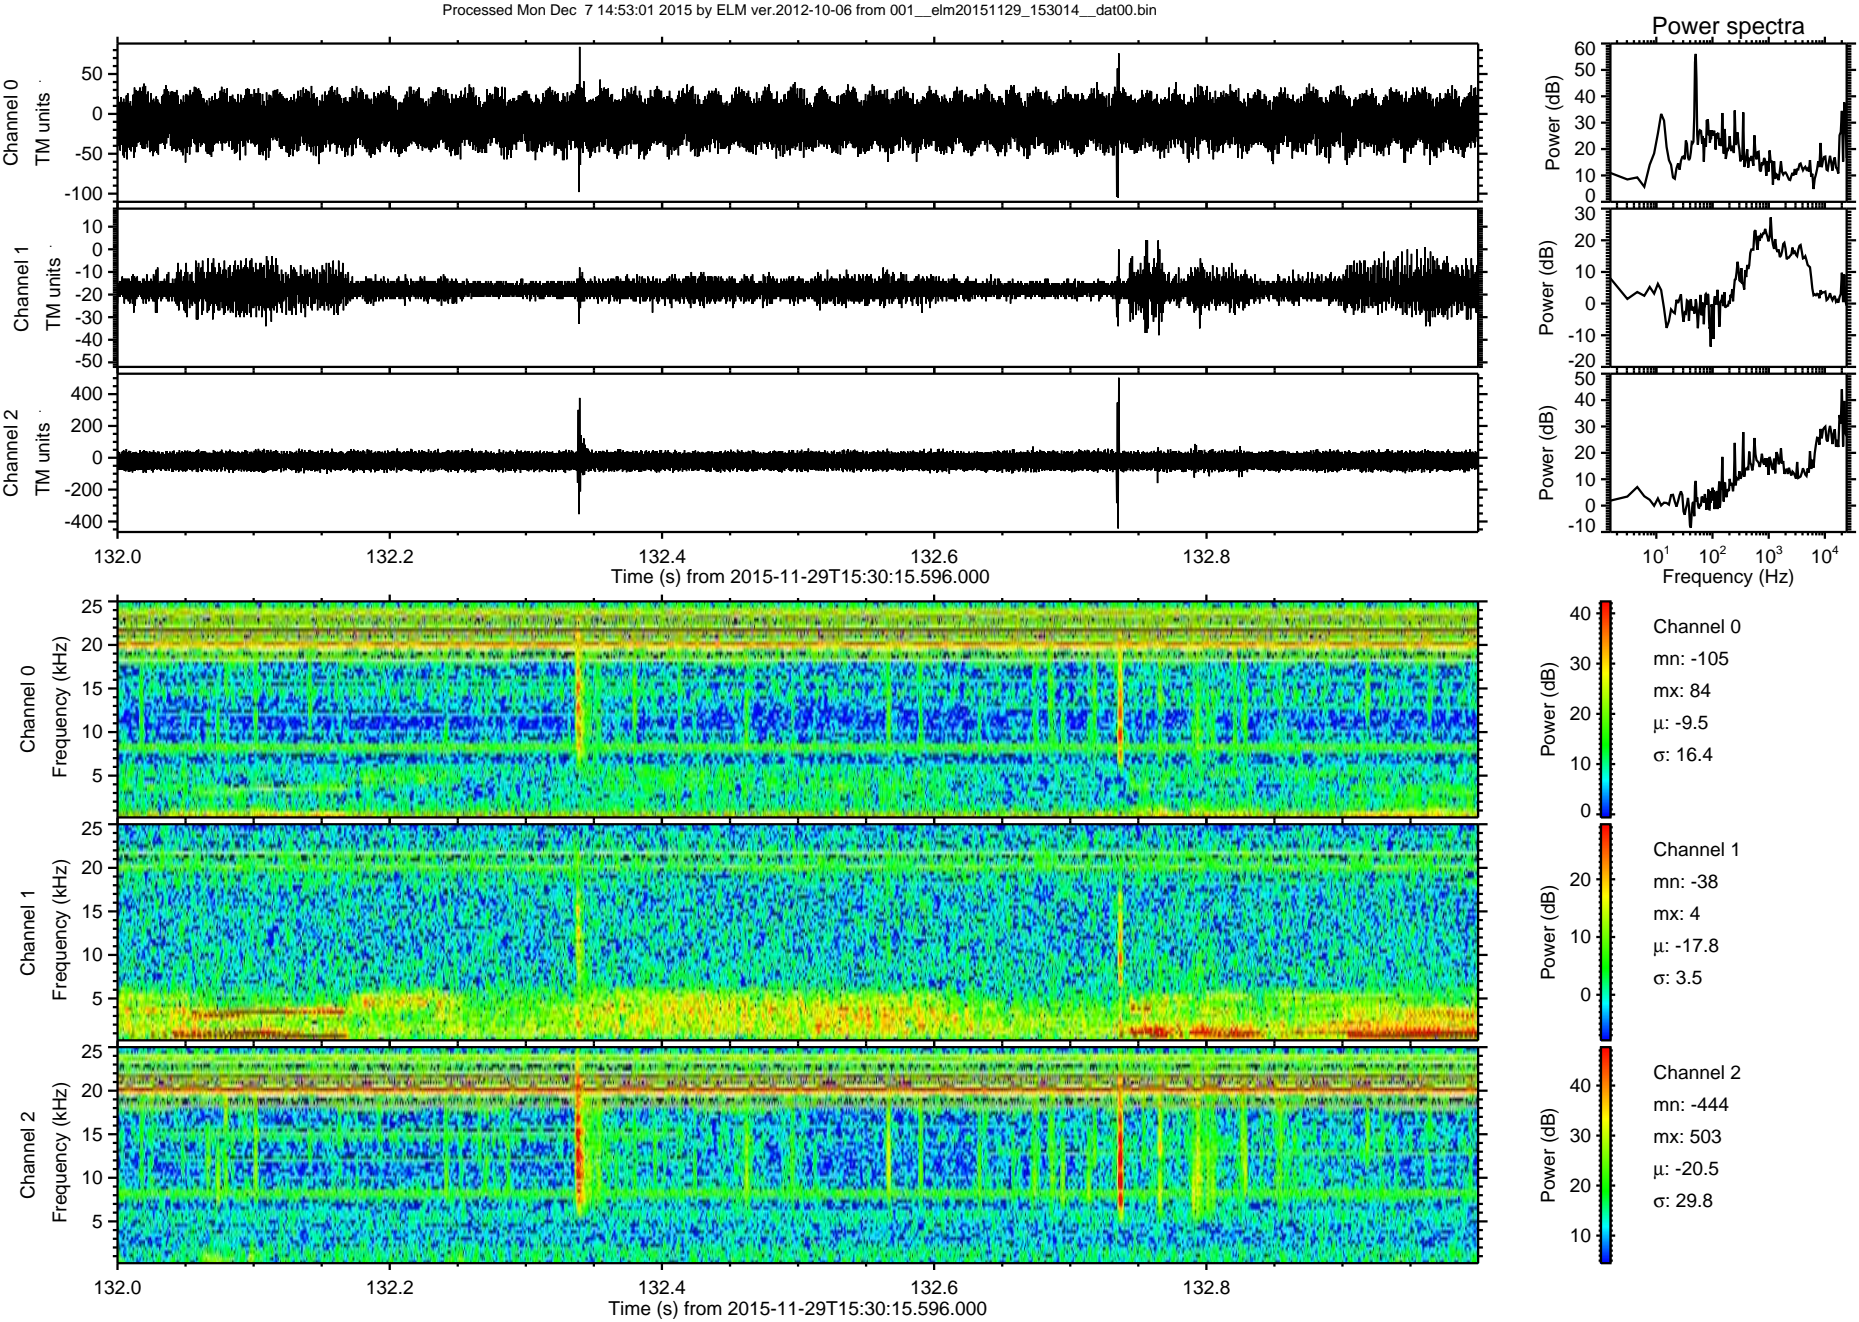 Processed Mon Dec  7 14:53:01 2015 by ELM ver.2012-10-06 from 001__elm20151129_153014__dat00.bin
Power spectra
Channel 0
TM units
50
0
-50
-100
Power (dB)
60
50
40
30
20
10
0
Channel 1
TM units
10
0
-10
-20
-30
-40
-50
Power (dB)
30
20
10
0
-10
-20
Channel 2
TM units
400
200
0
-200
-400
Power (dB)
50
40
30
20
10
0
-10
132.0 132.2 132.4 132.6 132.8
Time (s) from 2015-11-29T15:30:15.596.000
10^1 10^2 10^3 10^4
Frequency (Hz)
Channel 0
Frequency (kHz)
25
20
15
10
5
Power (dB)
40
30
20
10
0
Channel 0
mn: -105
mx: 84
μ: -9.5
σ: 16.4
Channel 1
Frequency (kHz)
25
20
15
10
5
Power (dB)
20
10
0
Channel 1
mn: -38
mx: 4
μ: -17.8
σ: 3.5
Channel 2
Frequency (kHz)
25
20
15
10
5
Power (dB)
40
30
20
10
Channel 2
mn: -444
mx: 503
μ: -20.5
σ: 29.8
132.0 132.2 132.4 132.6 132.8
Time (s) from 2015-11-29T15:30:15.596.000